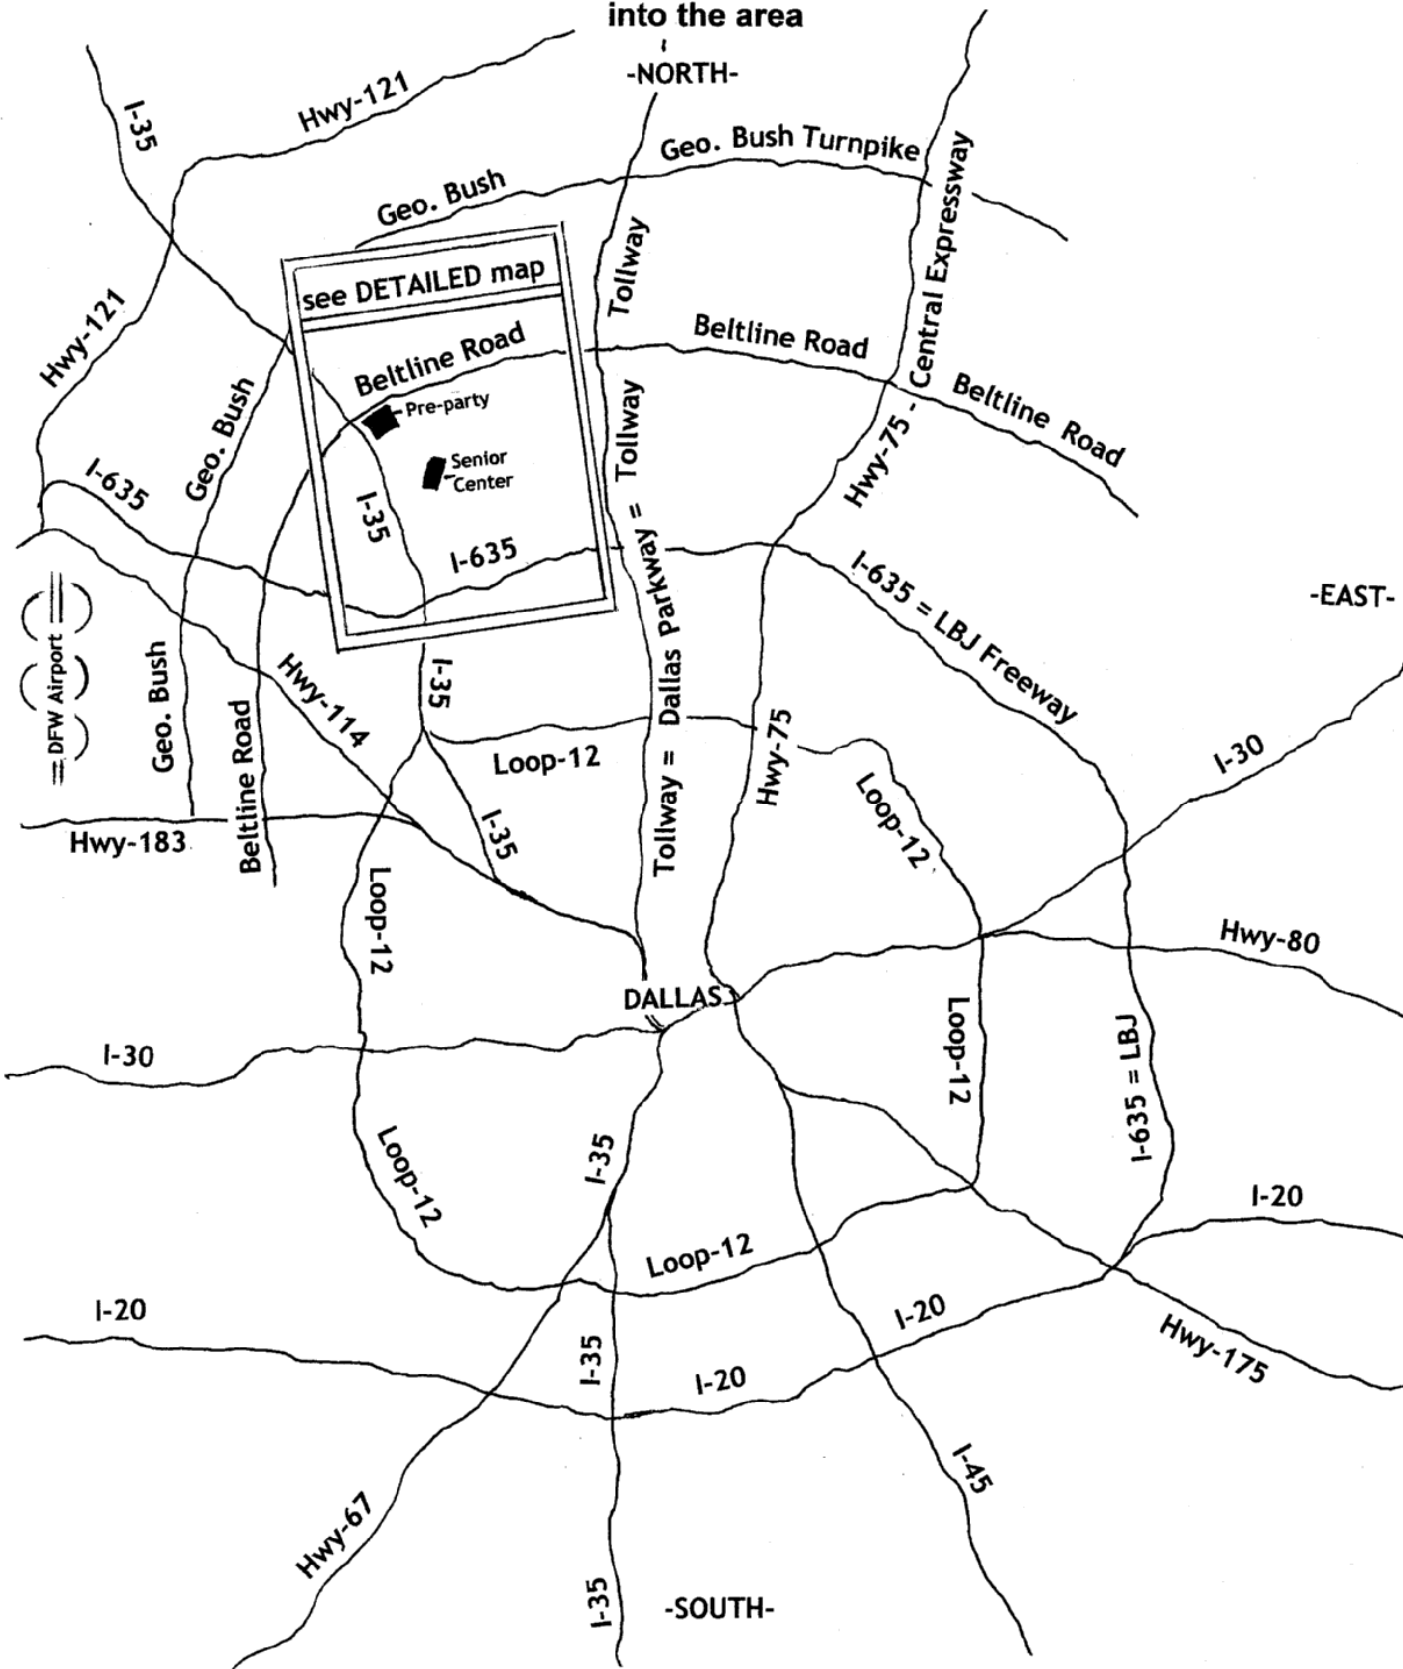 into the area
-NORTH-
Hwy-121
I-35
Geo. Bush Turnpike
Geo. Bush
Central Expressway
Tollway
see DETAILED map
Hwy-121
Beltline Road
Beltline Road
Beltline Road
Pre-party
Geo. Bush
Tollway
Hwy-75 -
Senior
Center
I-635
I-35
I-635
I-635 = LBJ Freeway
-EAST-
DFW Airport
Tollway = Dallas Parkway = 
Geo. Bush
Hwy-114
I-35
Beltline Road
Loop-12
Hwy-75
I-30
Loop-12
Hwy-183
I-35
Loop-12
Hwy-80
DALLAS
Loop-12
I-635 = LBJ
I-30
I-35
Loop-12
I-20
Loop-12
I-20
I-20
I-35
I-20
Hwy-175
I-45
Hwy-67
I-35
-SOUTH-